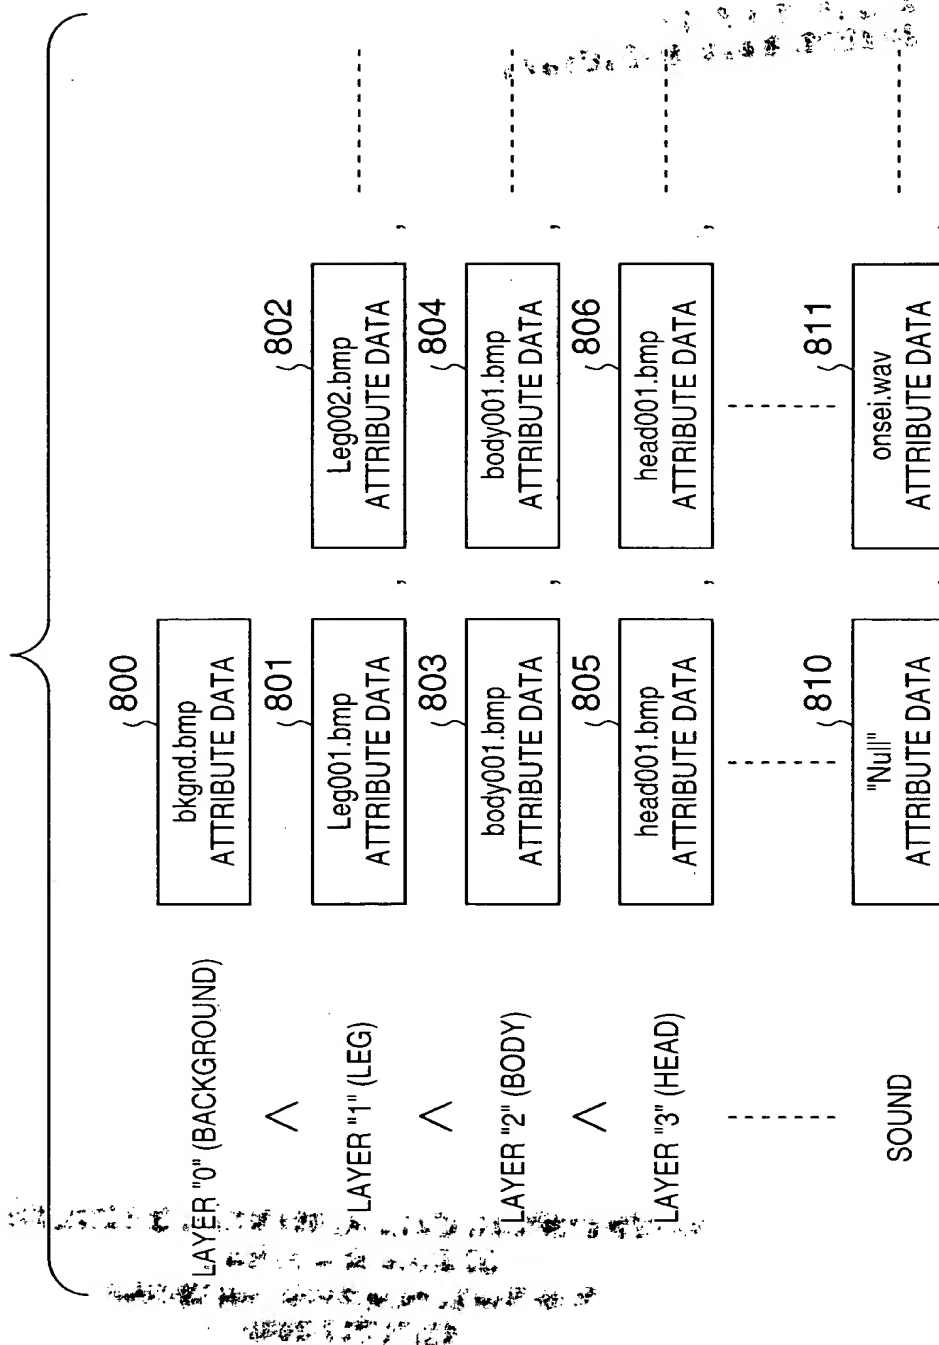 LAYER "0" (BACKGROUND)
800
bkgnd.bmp
ATTRIBUTE DATA
<
LAYER "1" (LEG)
801
Leg001.bmp
ATTRIBUTE DATA
,
802
Leg002.bmp
ATTRIBUTE DATA
,
<
LAYER "2" (BODY)
803
body001.bmp
ATTRIBUTE DATA
,
804
body001.bmp
ATTRIBUTE DATA
,
<
LAYER "3" (HEAD)
805
head001.bmp
ATTRIBUTE DATA
,
806
head001.bmp
ATTRIBUTE DATA
,
SOUND
810
"Null"
ATTRIBUTE DATA
,
811
onsei.wav
ATTRIBUTE DATA
,